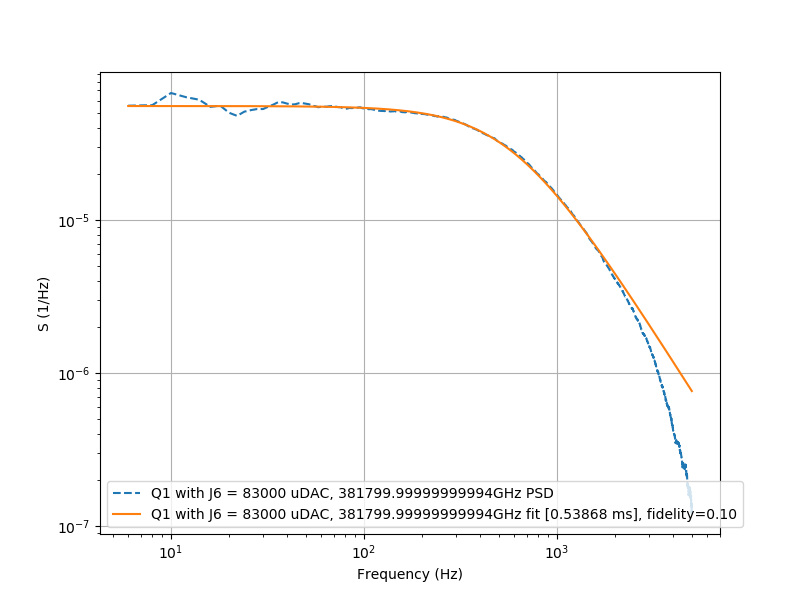 10⁻⁵
10⁻⁶
10⁻⁷
S (1/Hz)
Q1 with J6 = 83000 uDAC, 381799.99999999994GHz PSD
Q1 with J6 = 83000 uDAC, 381799.99999999994GHz fit [0.53868 ms], fidelity=0.10
10¹ 10² 10³
Frequency (Hz)